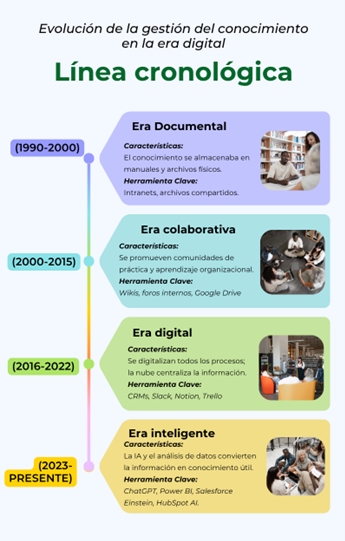 Evolución de la gestión del conocimiento
en la era digital
Línea cronológica
(1990-2000)
Era Documental
Características:
El conocimiento se almacenaba en
manuales y archivos físicos.
Herramienta Clave:
Intranets, archivos compartidos.
(2000-2015)
Era colaborativa
Características:
Se promueven comunidades de
práctica y aprendizaje organizacional.
Herramienta Clave:
Wikis, foros internos, Google Drive
(2016-2022)
Era digital
Características:
Se digitalizan todos los procesos;
la nube centraliza la información.
Herramienta Clave:
CRMs, Slack, Notion, Trello
(2023-
PRESENTE)
Era inteligente
Características:
La IA y el análisis de datos convierten
la información en conocimiento útil.
Herramienta Clave:
ChatGPT, Power BI, Salesforce
Einstein, HubSpot AI.